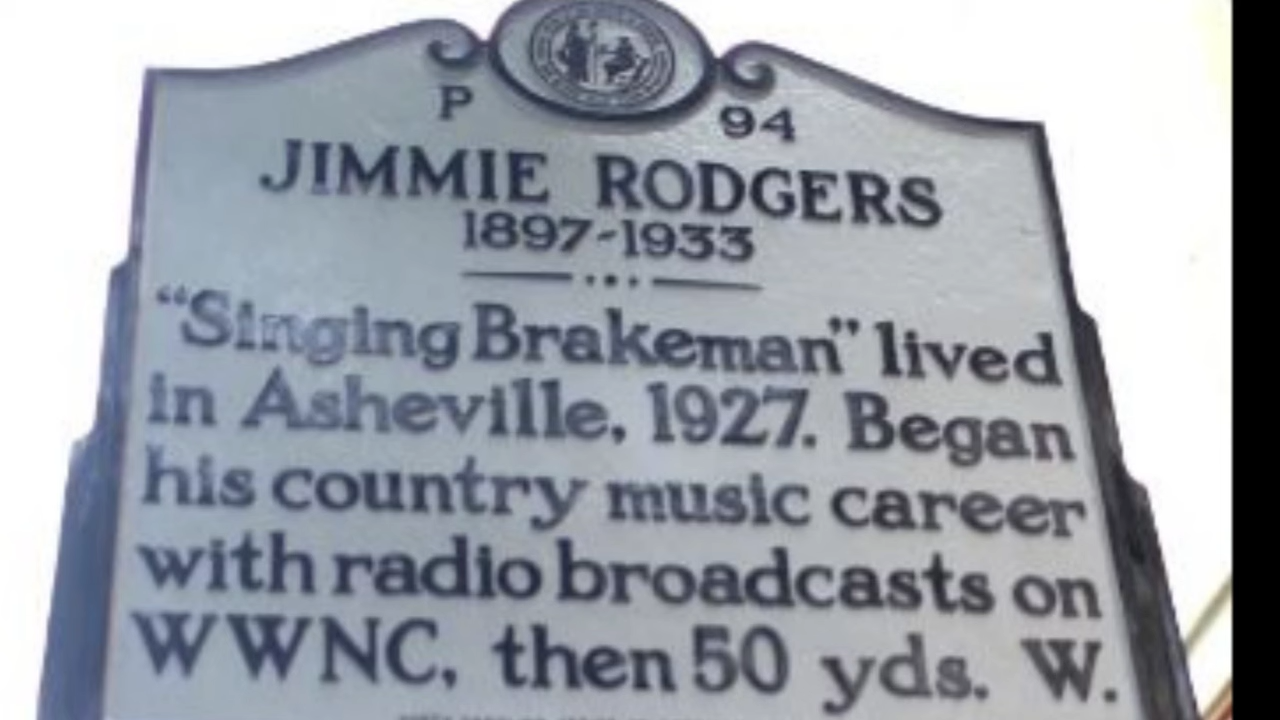 P 94
JIMMIE RODGERS
1897-1933
“Singing Brakeman” lived
in Asheville, 1927. Began
his country music career
with radio broadcasts on
WWNC, then 50 yds. W.